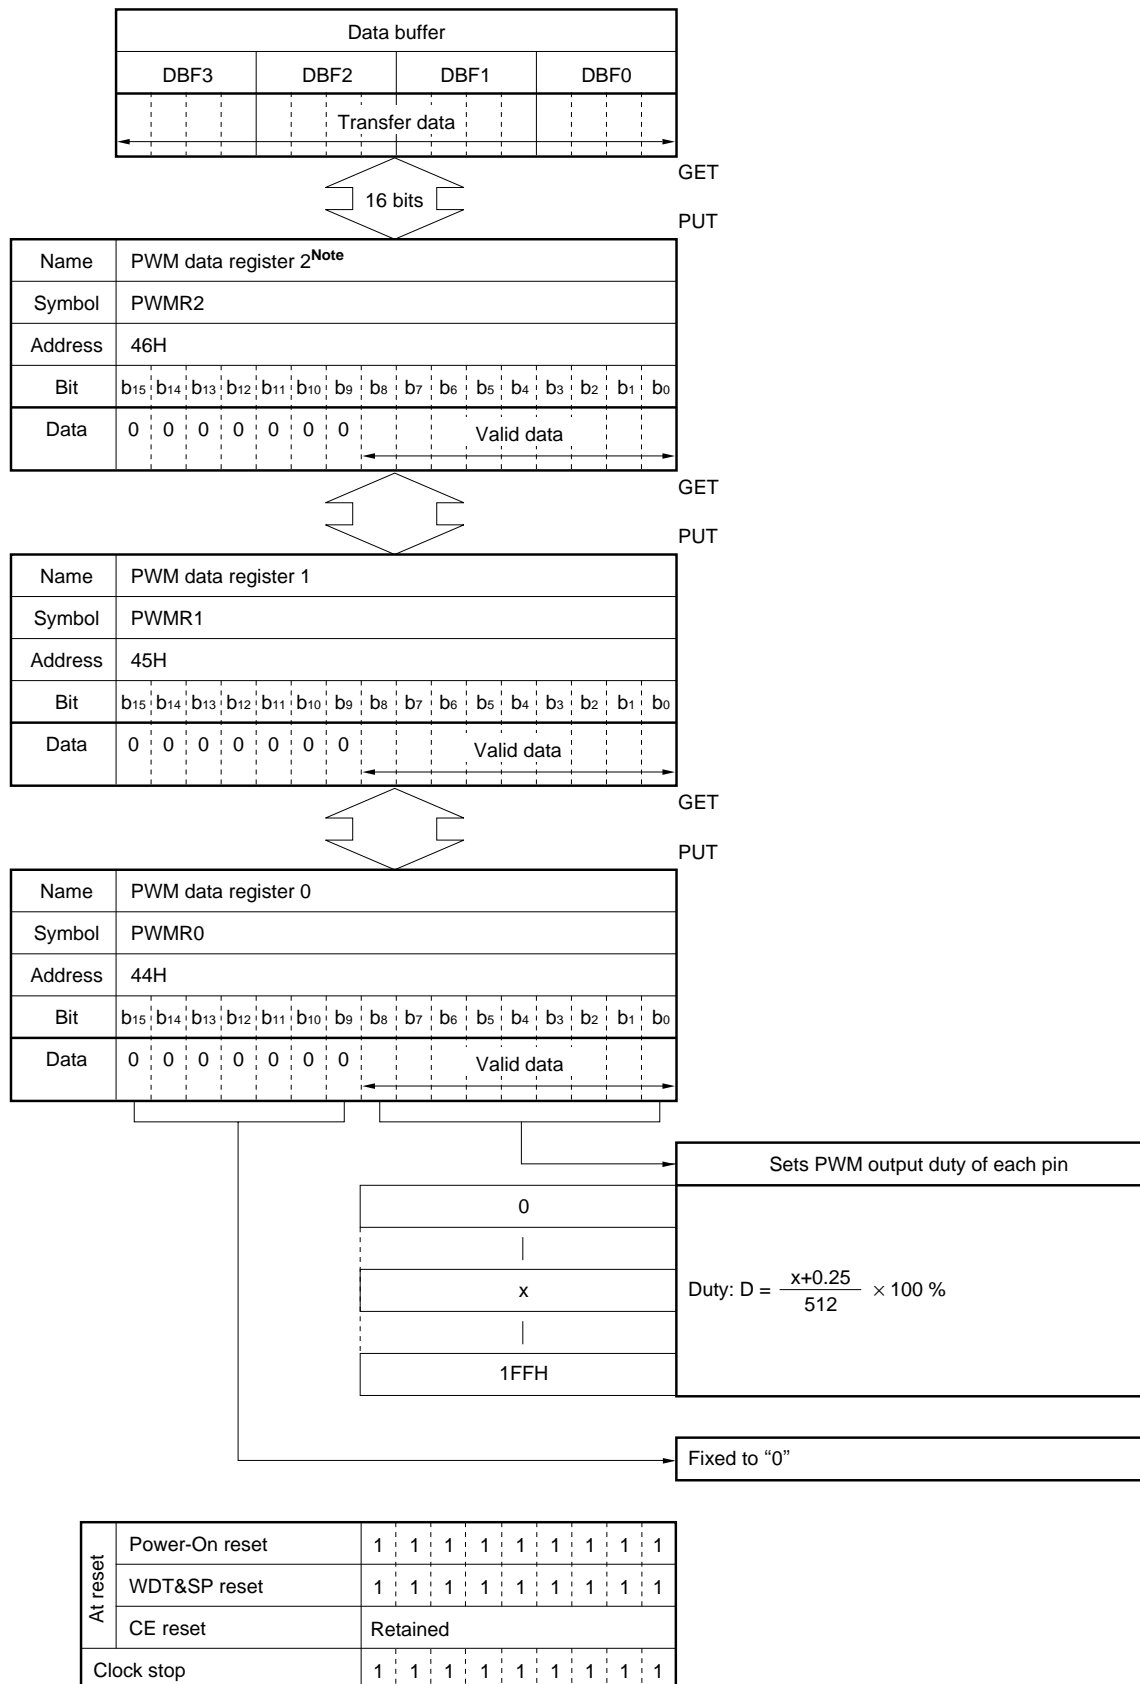 Data buffer
DBF3 DBF2 DBF1 DBF0
Transfer data
GET
16 bits
PUT
Name PWM data register 2Note
Symbol PWMR2
Address 46H
Bit b15 b14 b13 b12 b11 b10 b9 b8 b7 b6 b5 b4 b3 b2 b1 b0
Data 0 0 0 0 0 0 0 Valid data
GET
PUT
Name PWM data register 1
Symbol PWMR1
Address 45H
Bit b15 b14 b13 b12 b11 b10 b9 b8 b7 b6 b5 b4 b3 b2 b1 b0
Data 0 0 0 0 0 0 0 Valid data
GET
PUT
Name PWM data register 0
Symbol PWMR0
Address 44H
Bit b15 b14 b13 b12 b11 b10 b9 b8 b7 b6 b5 b4 b3 b2 b1 b0
Data 0 0 0 0 0 0 0 Valid data
Sets PWM output duty of each pin
0
|
x
|
1FFH
Duty: D = x+0.25 / 512 × 100 %
Fixed to “0”
At reset
Power-On reset 1 1 1 1 1 1 1 1 1
WDT&SP reset 1 1 1 1 1 1 1 1 1
CE reset Retained
Clock stop 1 1 1 1 1 1 1 1 1